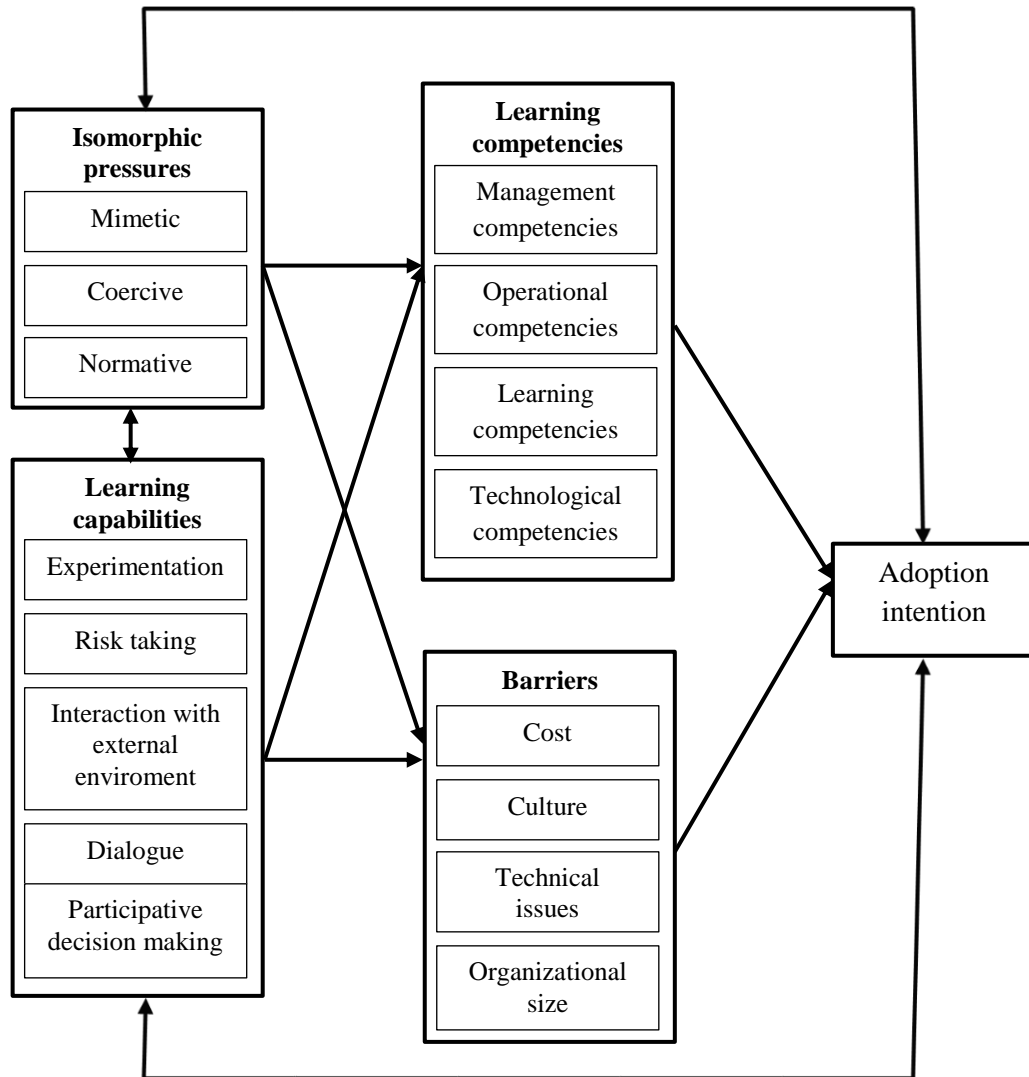 Isomorphic
pressures
Mimetic
Coercive
Normative
Learning
capabilities
Experimentation
Risk taking
Interaction with
external
enviroment
Dialogue
Participative
decision making
Learning
competencies
Management
competencies
Operational
competencies
Learning
competencies
Technological
competencies
Barriers
Cost
Culture
Technical
issues
Organizational
size
Adoption
intention